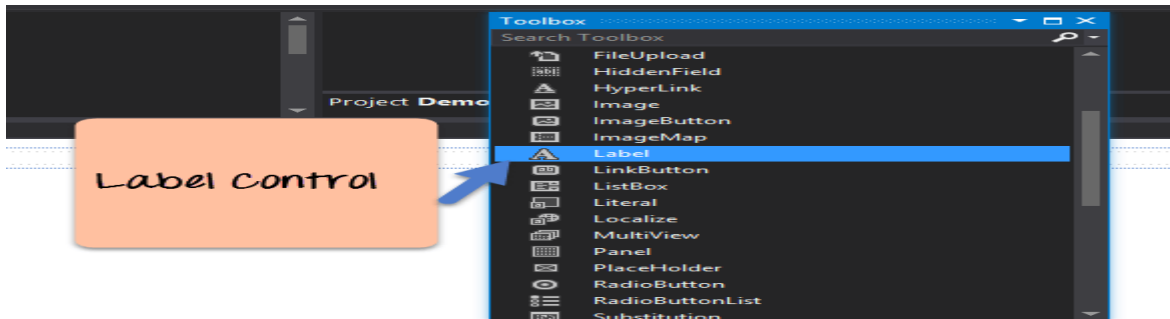 Toolbox
Search Toolbox
FileUpload
HiddenField
HyperLink
Project Demo
Image
ImageButton
ImageMap
Label
Label Control
LinkButton
ListBox
Literal
Localize
MultiView
Panel
PlaceHolder
RadioButton
RadioButtonList
Substitution